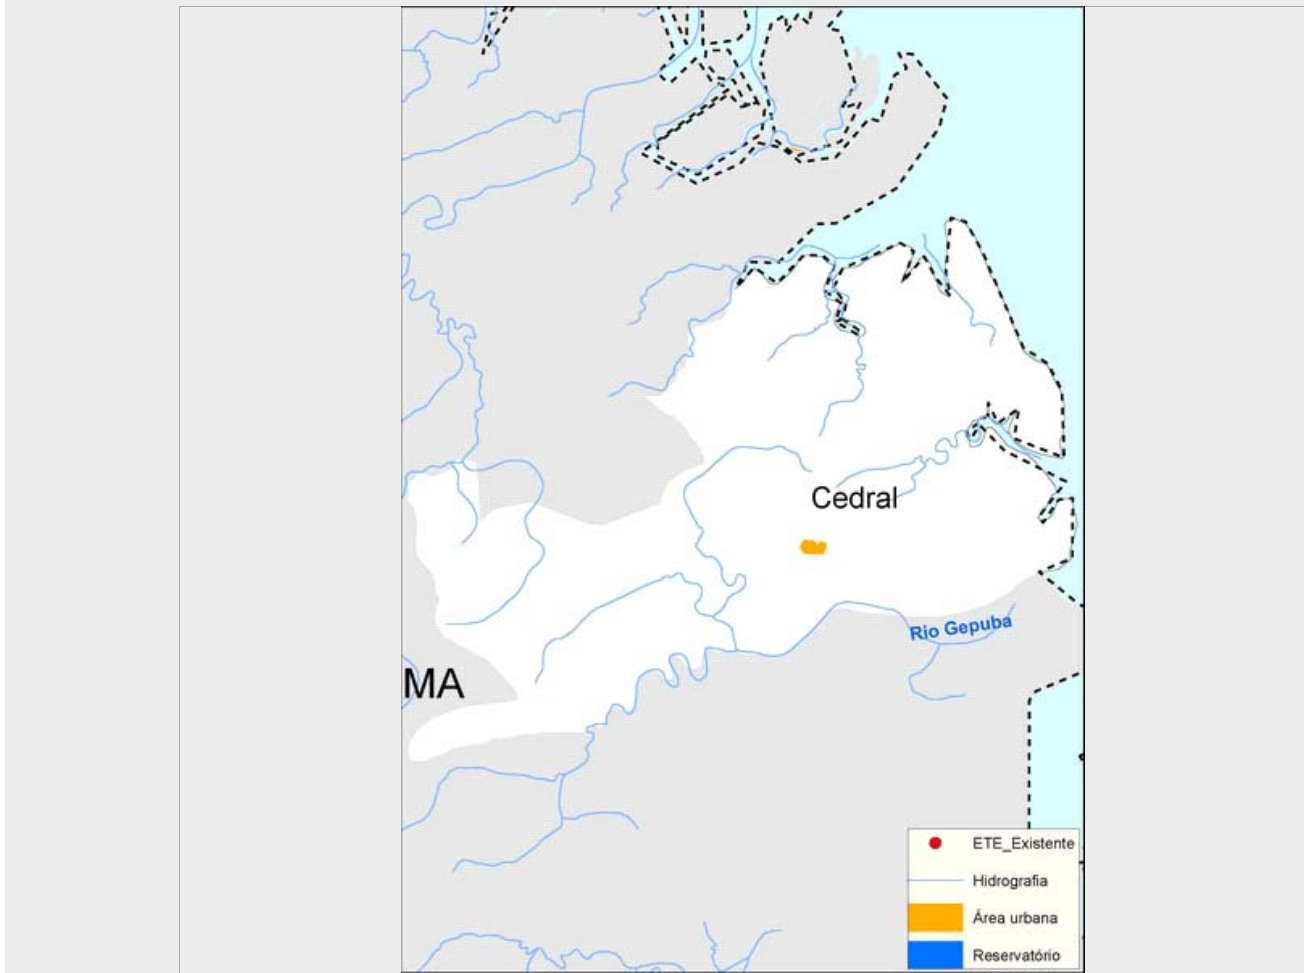 Cedral
Rio Gepuba
MA
ETE_Existente
Hidrografia
Área urbana
Reservatório